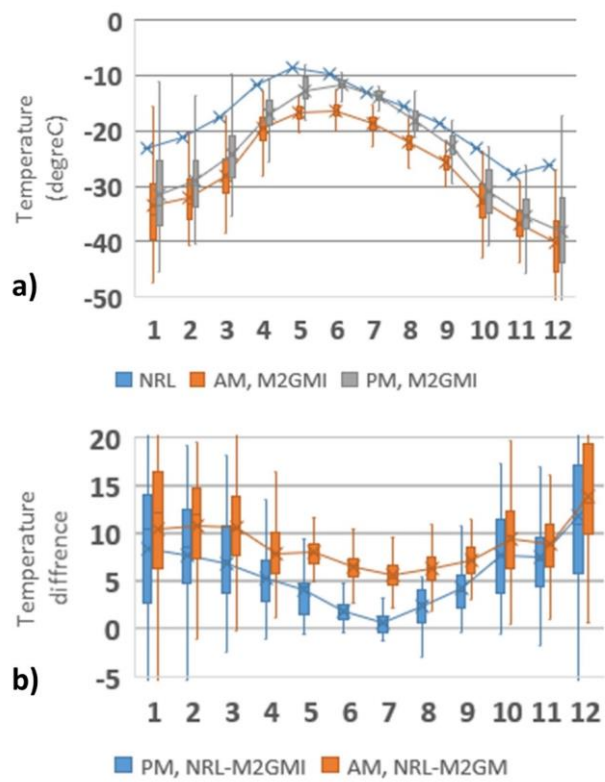 0
-10
-20
-30
-40
-50
Temperature
(degreC)
a)
1 2 3 4 5 6 7 8 9 10 11 12
NRL AM, M2GMI PM, M2GMI
20
15
10
5
0
-5
Temperature
diffrence
b)
1 2 3 4 5 6 7 8 9 10 11 12
PM, NRL-M2GMI AM, NRL-M2GM